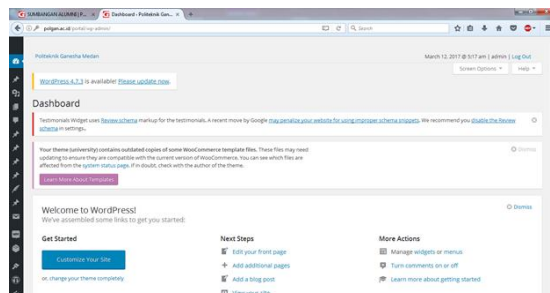 SUMBANGAN ALUMNI | P...
Dashboard - Politeknik Ganes...
polgan.ac.id/portal/wp-admin/
Search
Politeknik Ganesha Medan
March 12, 2017 @ 5:17 am | admin | Log Out
Screen Options
Help
WordPress 4.7.3 is available! Please update now.
Dashboard
Testimonials Widget uses Review schema markup for the testimonials. A recent move by Google may penalize your website for using improper schema snippets. We recommend you disable the Review
schema in settings.
Your theme (university) contains outdated copies of some WooCommerce template files. These files may need
updating to ensure they are compatible with the current version of WooCommerce. You can see which files are
affected from the system status page. If in doubt, check with the author of the theme.
Dismiss
Learn More About Templates
Welcome to WordPress!
Dismiss
We've assembled some links to get you started:
Get Started
Next Steps
More Actions
Customize Your Site
or, change your theme completely
Edit your front page
Add additional pages
Add a blog post
View your site
Manage widgets or menus
Turn comments on or off
Learn more about getting started